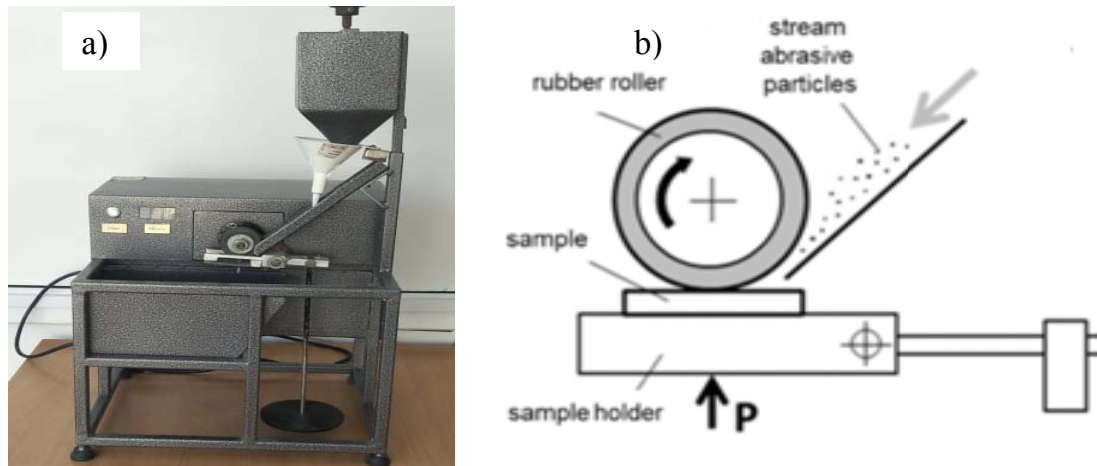 a)
b)
stream
abrasive
particles
rubber roller
sample
sample holder
P